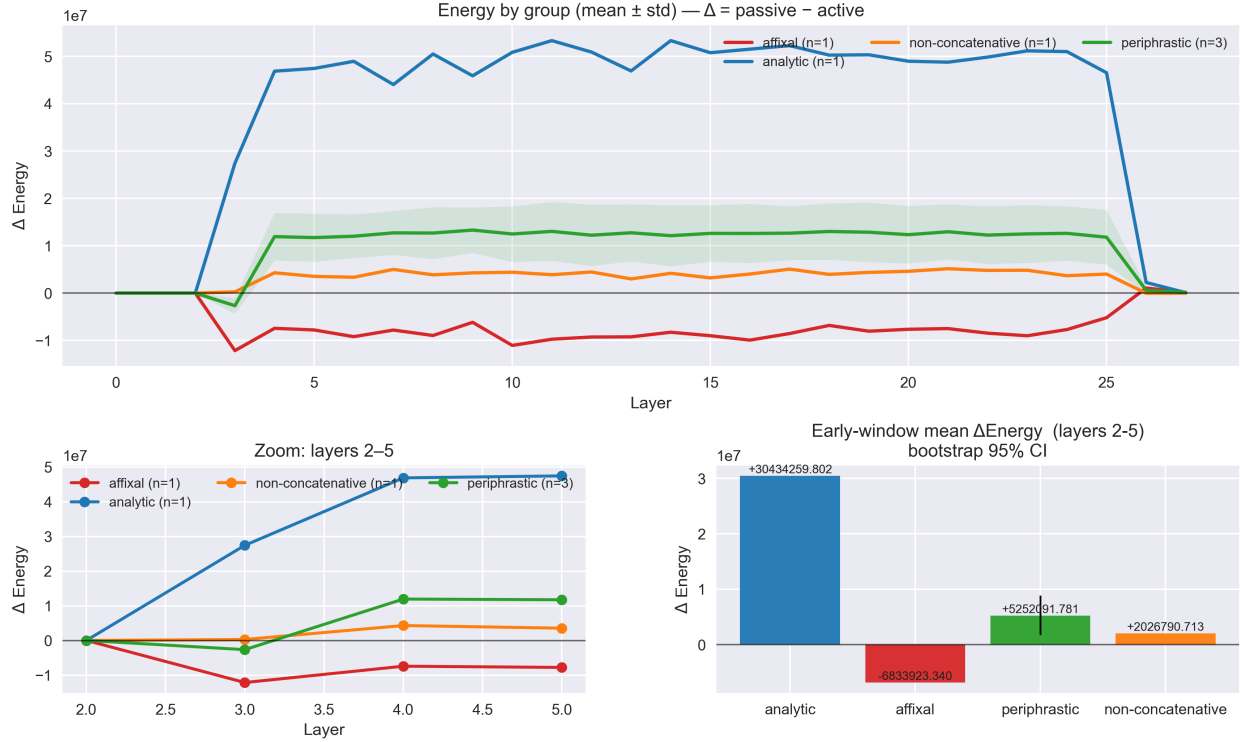 Energy by group (mean ± std) — Δ = passive − active
1e7
affixal (n=1)
non-concatenative (n=1)
periphrastic (n=3)
analytic (n=1)
5
4
3
2
1
0
−1
Δ Energy
0
5
10
15
20
25
Layer
Zoom: layers 2–5
1e7
affixal (n=1)
non-concatenative (n=1)
periphrastic (n=3)
analytic (n=1)
5
4
3
2
1
0
−1
Δ Energy
2.0
2.5
3.0
3.5
4.0
4.5
5.0
Layer
Early-window mean ΔEnergy (layers 2-5)
bootstrap 95% CI
1e7
+30434259.802
-6833923.340
+5252091.781
+2026790.713
3
2
1
0
Δ Energy
analytic
affixal
periphrastic
non-concatenative